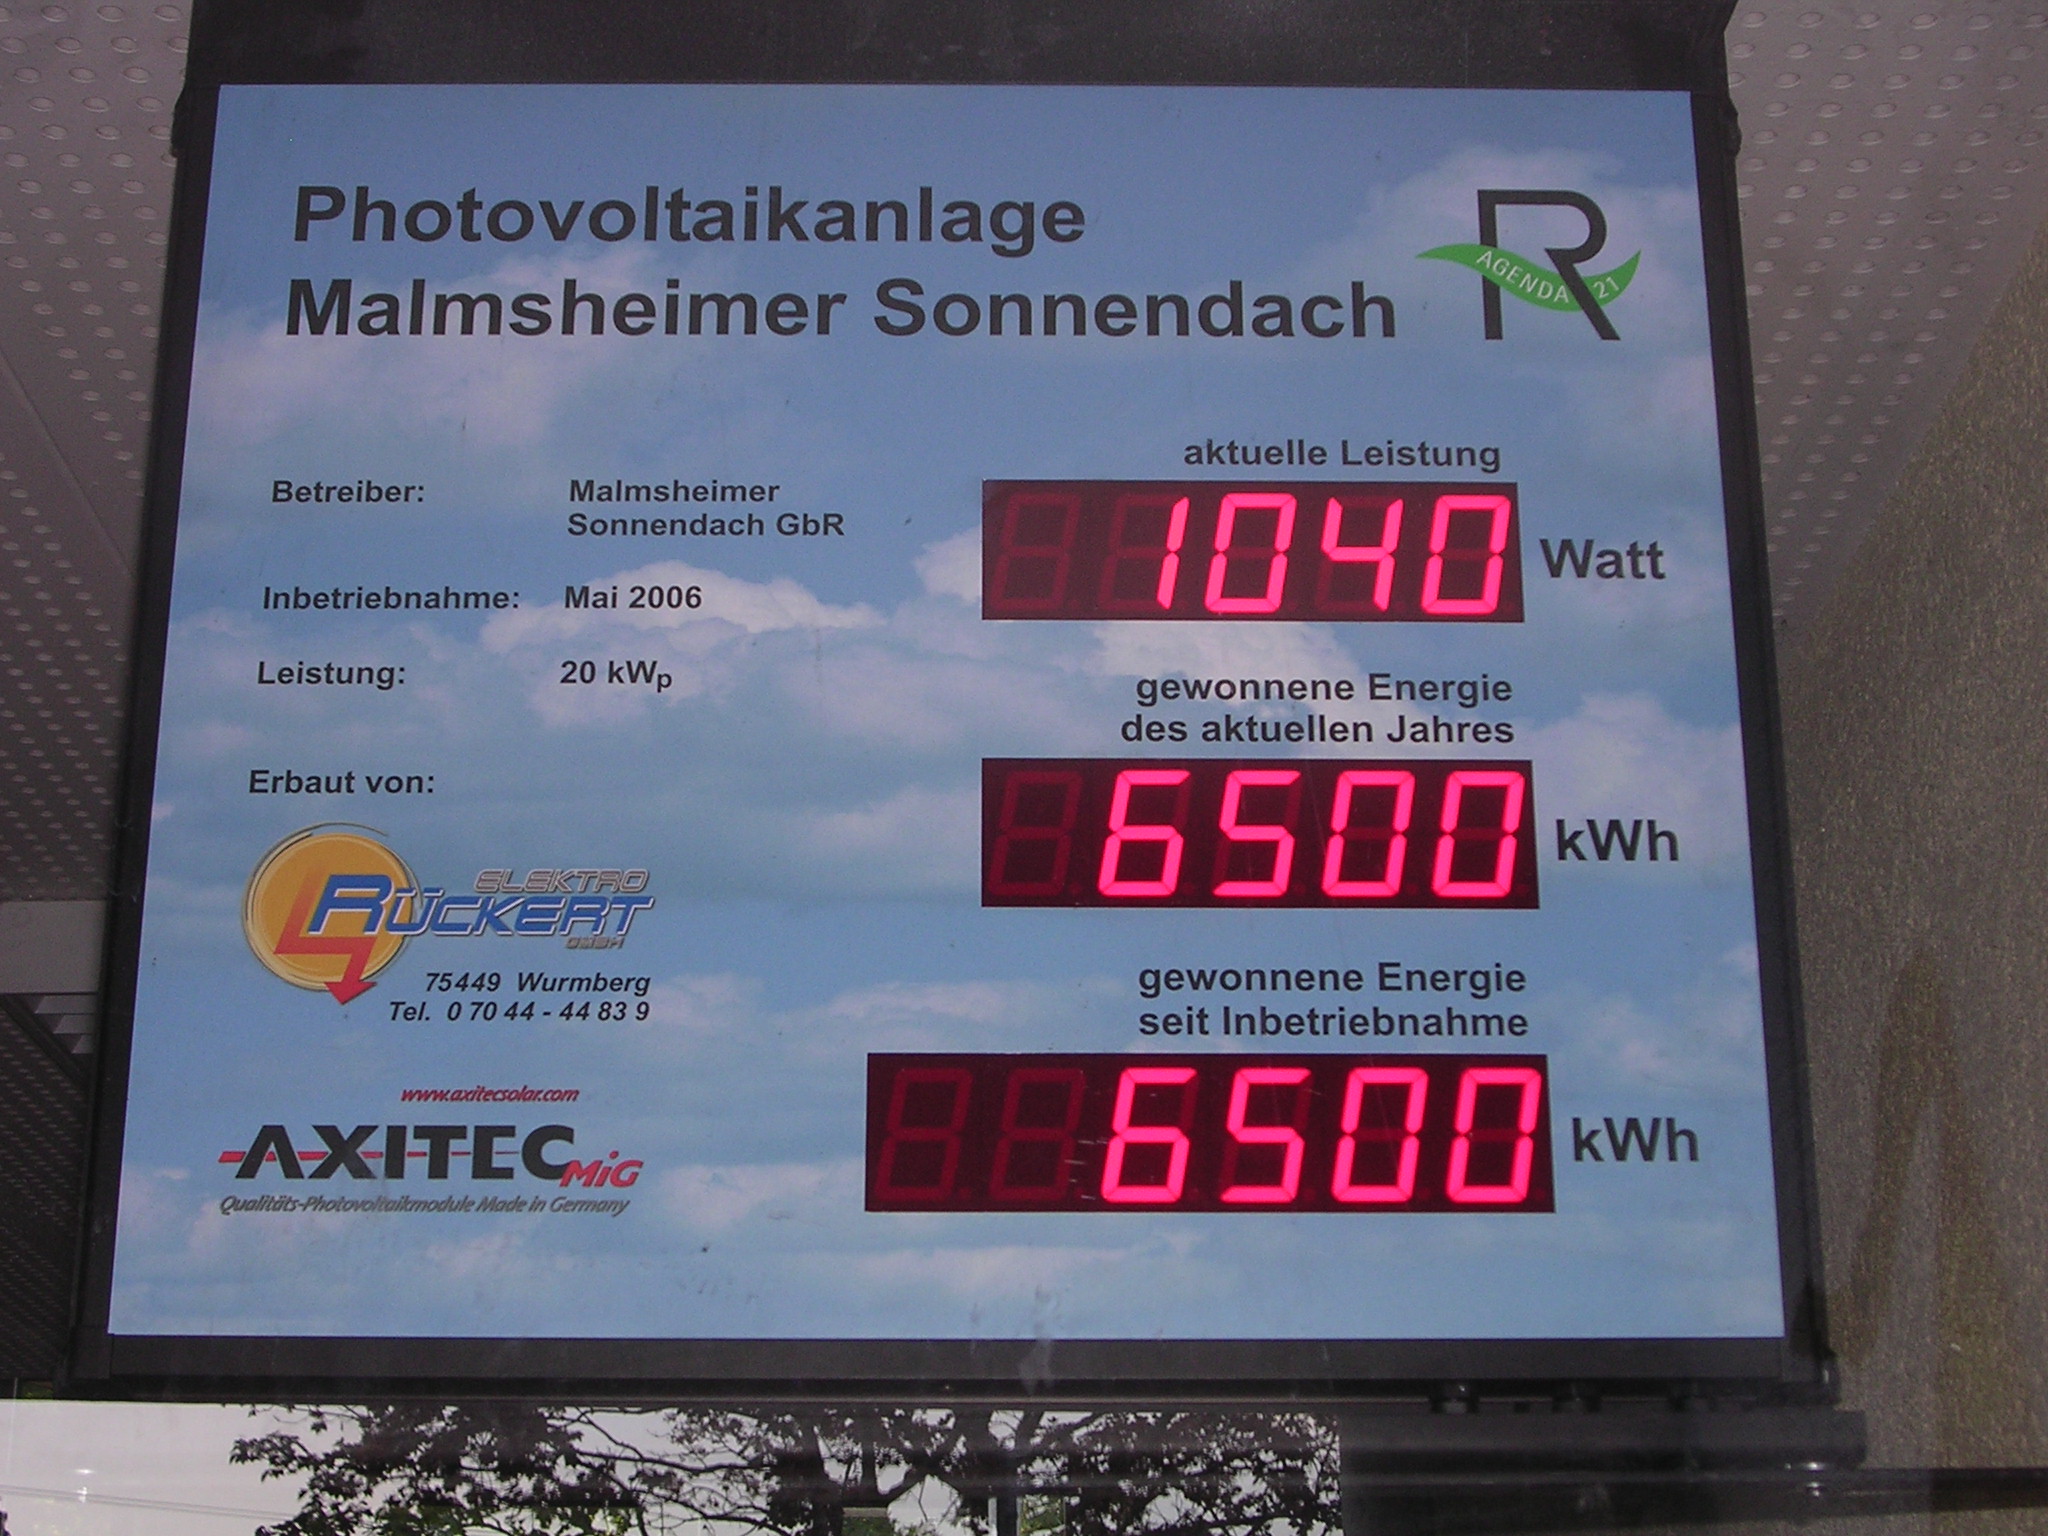 Photovoltaikanlage
Malmsheimer Sonnendach
R
AGENDA 21
aktuelle Leistung
1040 Watt
Betreiber: Malmsheimer
Sonnendach GbR
Inbetriebnahme: Mai 2006
Leistung: 20 kWp
gewonnene Energie
des aktuellen Jahres
6500 kWh
Erbaut von:
ELEKTRO
RÜCKERT
GMBH
75449 Wurmberg
Tel. 0 70 44 - 44 83 9
gewonnene Energie
seit Inbetriebnahme
6500 kWh
www.axitecsolar.com
AXITEC MiG
Qualitäts-Photovoltaikmodule Made in Germany